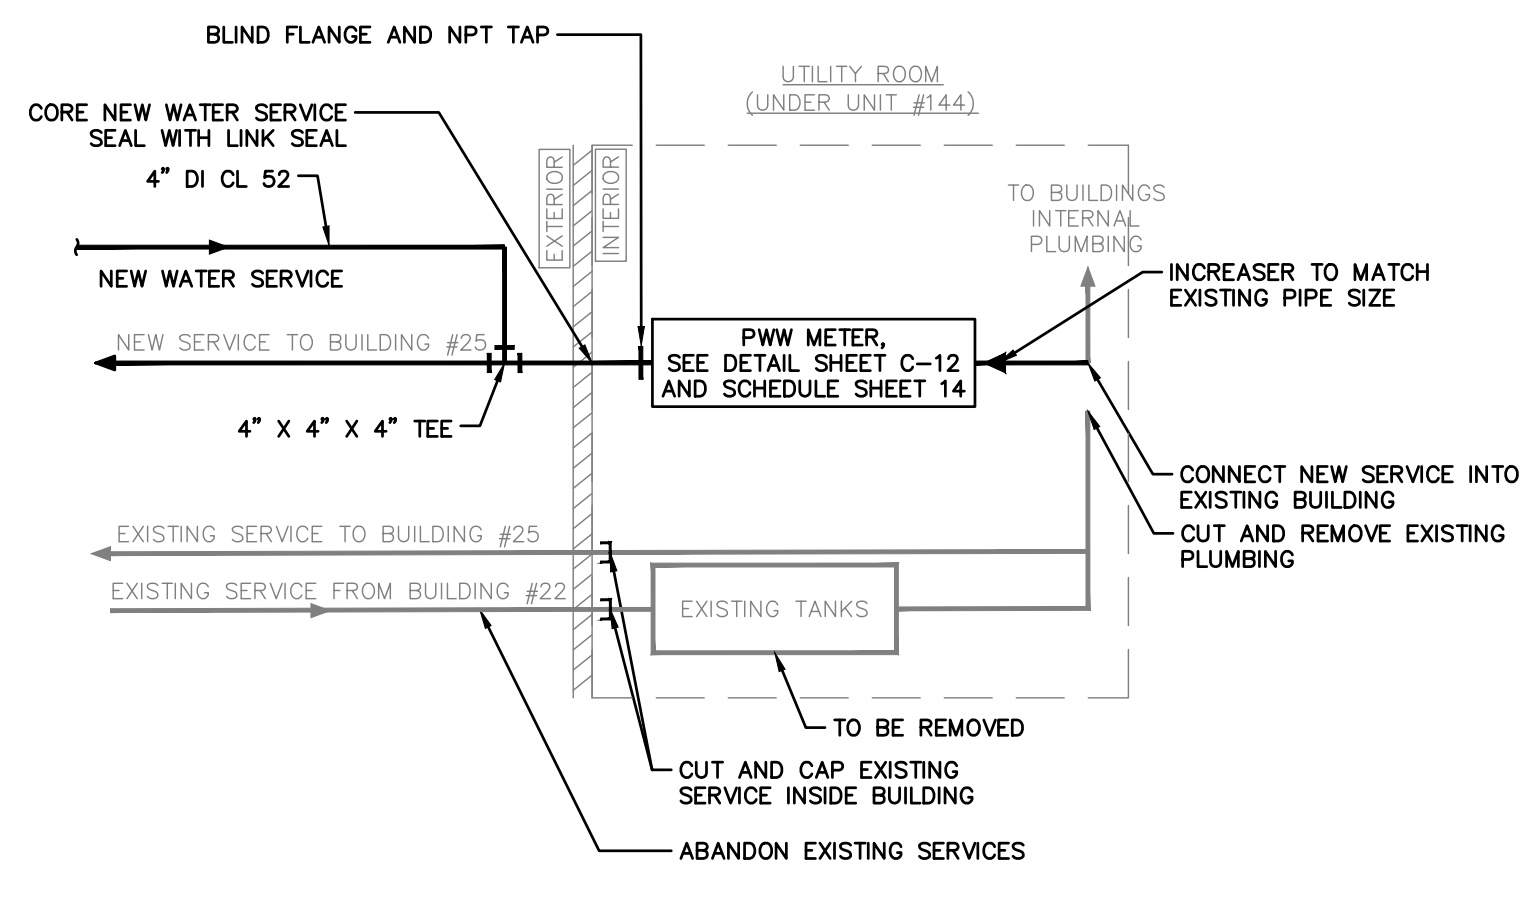 BLIND FLANGE AND NPT TAP
UTILITY ROOM
(UNDER UNIT #144)
CORE NEW WATER SERVICE
SEAL WITH LINK SEAL
4" DI CL 52
EXTERIOR
INTERIOR
TO BUILDINGS
INTERNAL
PLUMBING
NEW WATER SERVICE
INCREASER TO MATCH
EXISTING PIPE SIZE
NEW SERVICE TO BUILDING #25
PWW METER,
SEE DETAIL SHEET C-12
AND SCHEDULE SHEET 14
4" X 4" X 4" TEE
CONNECT NEW SERVICE INTO
EXISTING BUILDING
CUT AND REMOVE EXISTING
PLUMBING
EXISTING SERVICE TO BUILDING #25
EXISTING SERVICE FROM BUILDING #22
EXISTING TANKS
TO BE REMOVED
CUT AND CAP EXISTING
SERVICE INSIDE BUILDING
ABANDON EXISTING SERVICES